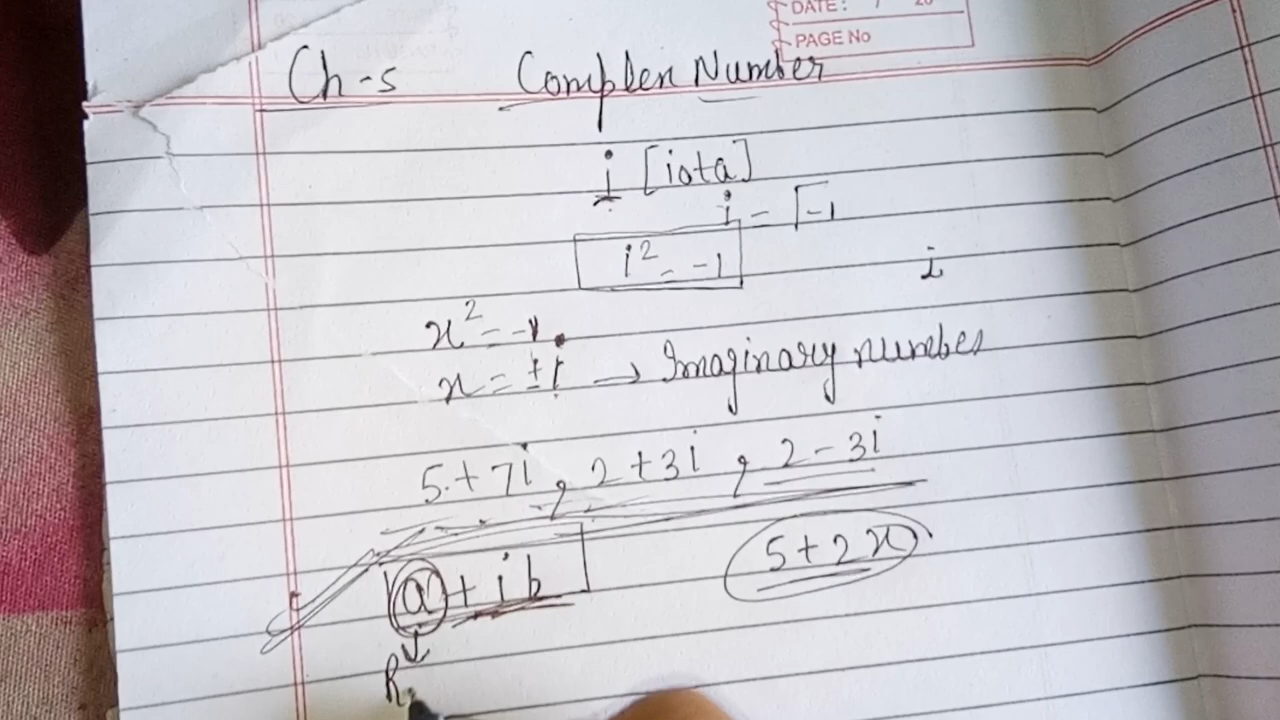 DATE: / 20
PAGE No
Ch-5 Complex Number
i [iota]
i = √-1
i² = -1
i
x² = -1
x = ±i → Imaginary number
5+7i, 2+3i, 2-3i
5+2x
a + ib
R